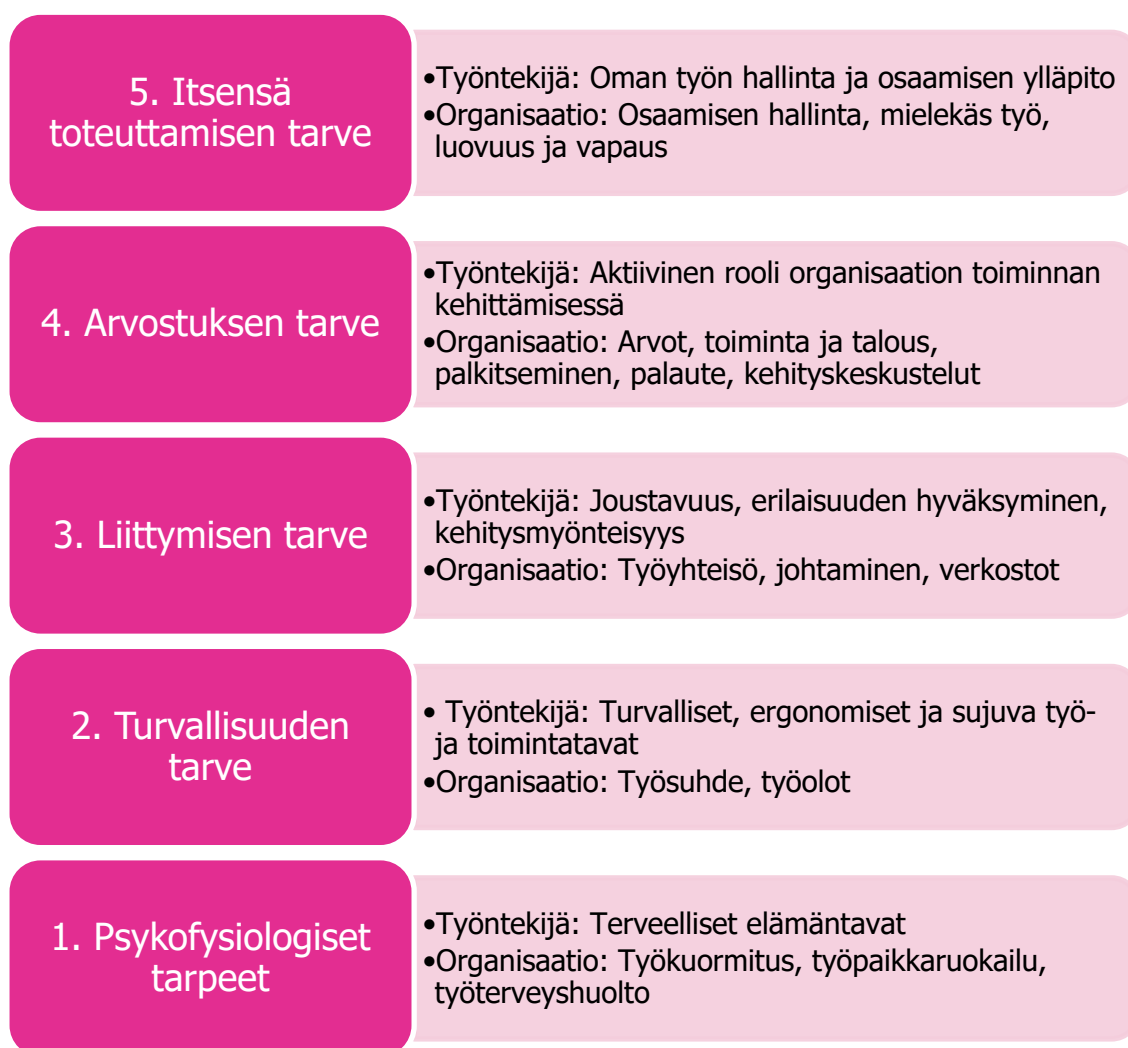 5. Itsensä
toteuttamisen tarve
•Työntekijä: Oman työn hallinta ja osaamisen ylläpito
•Organisaatio: Osaamisen hallinta, mielekäs työ,
luovuus ja vapaus
4. Arvostuksen tarve
•Työntekijä: Aktiivinen rooli organisaation toiminnan
kehittämisessä
•Organisaatio: Arvot, toiminta ja talous,
palkitseminen, palaute, kehityskeskustelut
3. Liittymisen tarve
•Työntekijä: Joustavuus, erilaisuuden hyväksyminen,
kehitysmyönteisyys
•Organisaatio: Työyhteisö, johtaminen, verkostot
2. Turvallisuuden
tarve
• Työntekijä: Turvalliset, ergonomiset ja sujuva työ-
ja toimintatavat
•Organisaatio: Työsuhde, työolot
1. Psykofysiologiset
tarpeet
•Työntekijä: Terveelliset elämäntavat
•Organisaatio: Työkuormitus, työpaikkaruokailu,
työterveyshuolto